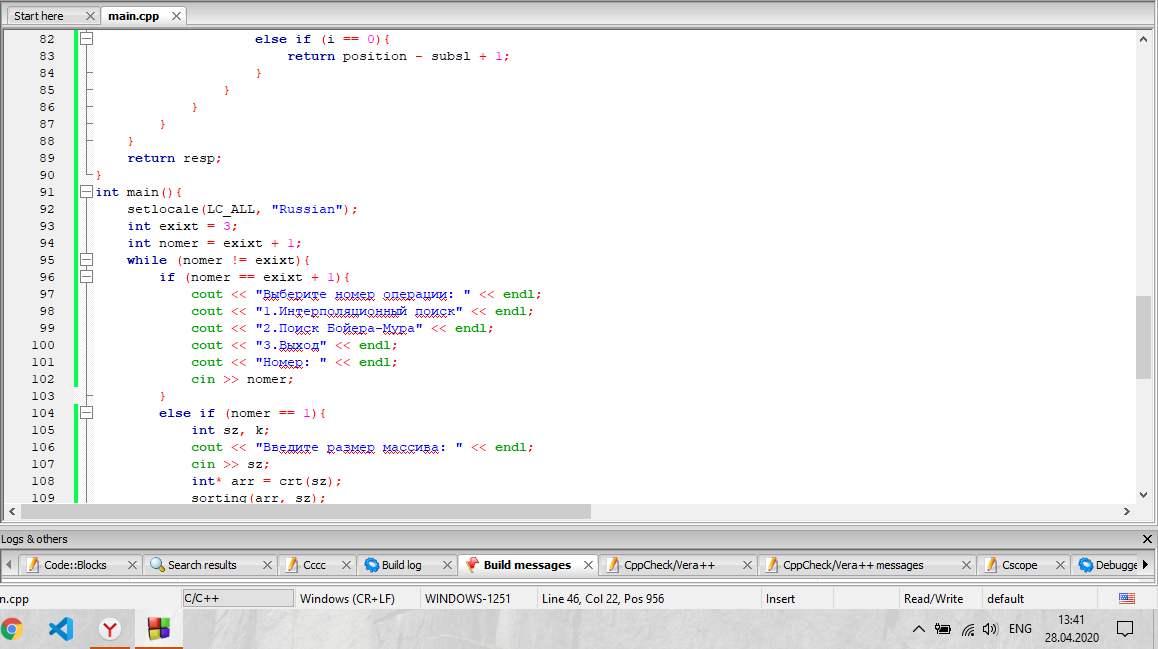 Start here
main.cpp
82 else if (i == 0){
83 return position - subsl + 1;
84 }
85 }
86 }
87 }
88 }
89 return resp;
90 }
91 int main(){
92 setlocale(LC_ALL, "Russian");
93 int exixt = 3;
94 int nomer = exixt + 1;
95 while (nomer != exixt){
96 if (nomer == exixt + 1){
97 cout << "Выберите номер операции: " << endl;
98 cout << "1.Интерполяционный поиск" << endl;
99 cout << "2.Поиск Бойера-Мура" << endl;
100 cout << "3.Выход" << endl;
101 cout << "Номер: " << endl;
102 cin >> nomer;
103 }
104 else if (nomer == 1){
105 int sz, k;
106 cout << "Введите размер массива: " << endl;
107 cin >> sz;
108 int* arr = crt(sz);
109 sorting(arr, sz);
Logs & others
Code::Blocks
Search results
Cccc
Build log
Build messages
CppCheck/Vera++
CppCheck/Vera++ messages
Cscope
Debugge
n.cpp
C/C++
Windows (CR+LF)
WINDOWS-1251
Line 46, Col 22, Pos 956
Insert
Read/Write
default
ENG
13:41
28.04.2020